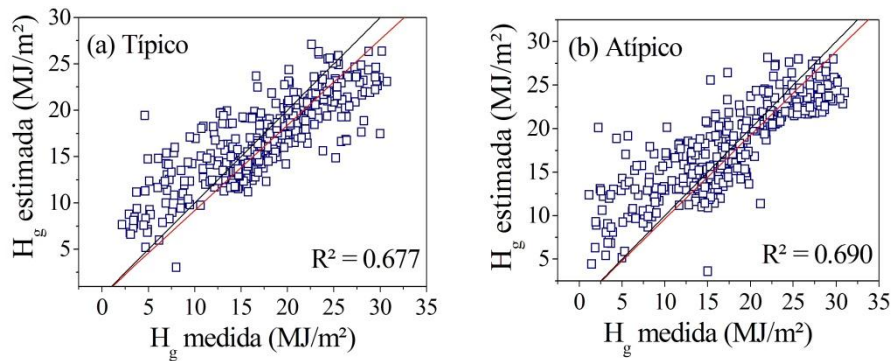 (a) Típico
H_g estimada (MJ/m²)
30
25
20
15
10
5
R² = 0.677
0 5 10 15 20 25 30 35
H_g medida (MJ/m²)
(b) Atípico
H_g estimada (MJ/m²)
30
25
20
15
10
5
R² = 0.690
0 5 10 15 20 25 30 35
H_g medida (MJ/m²)